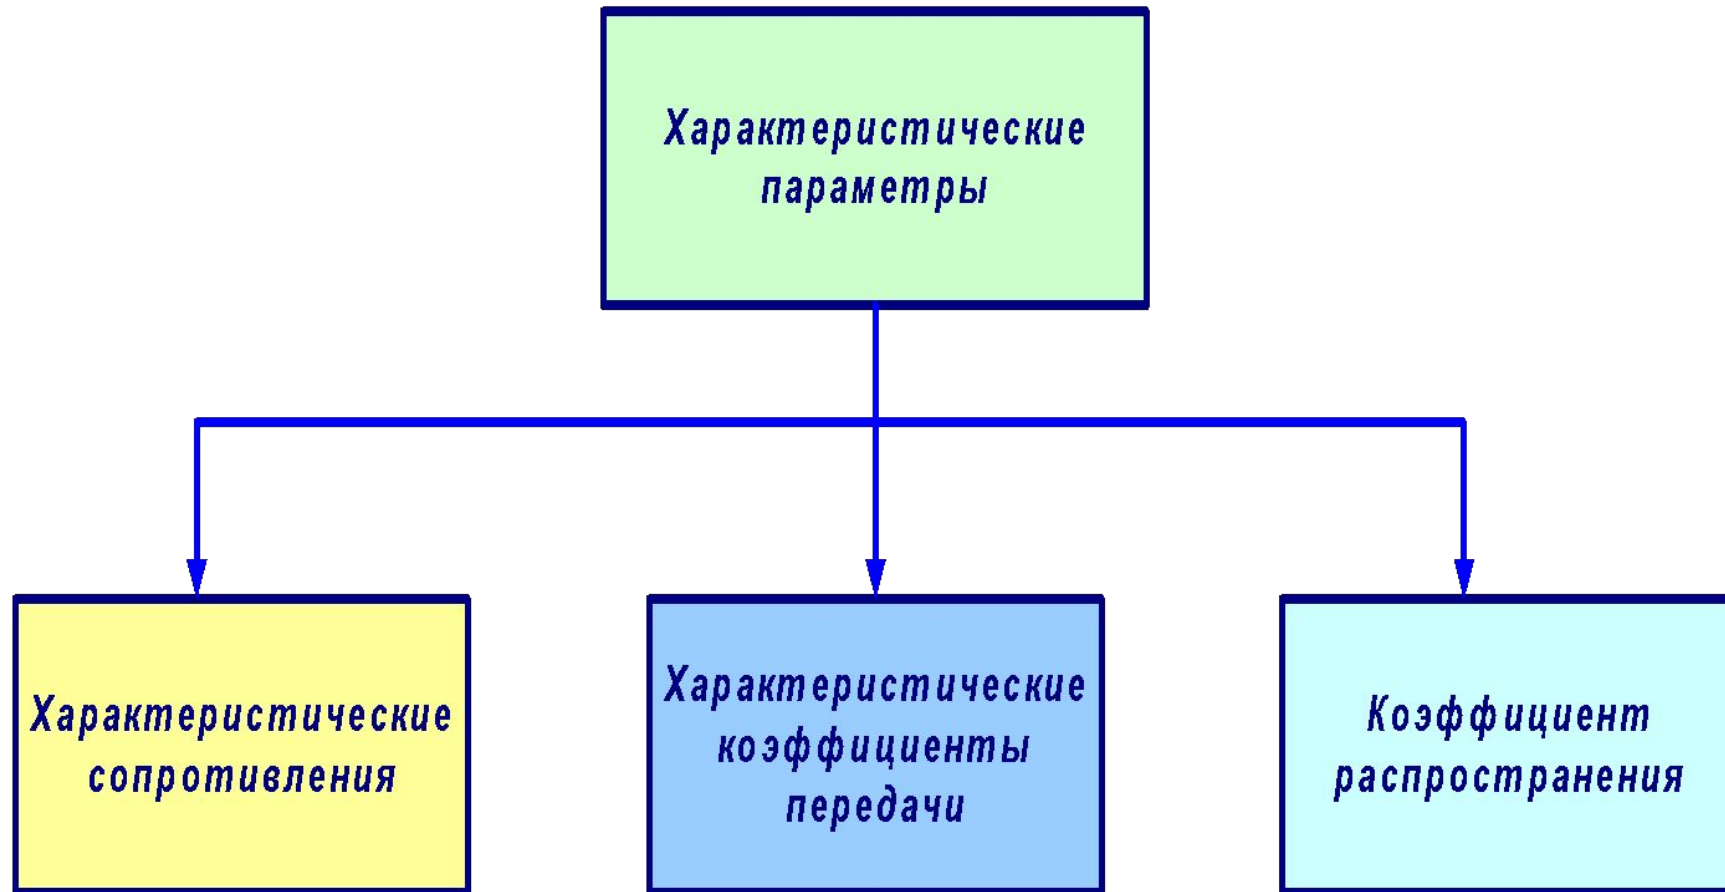 Характеристические
параметры
Характеристические
сопротивления
Характеристические
коэффициенты
передачи
Коэффициент
распространения